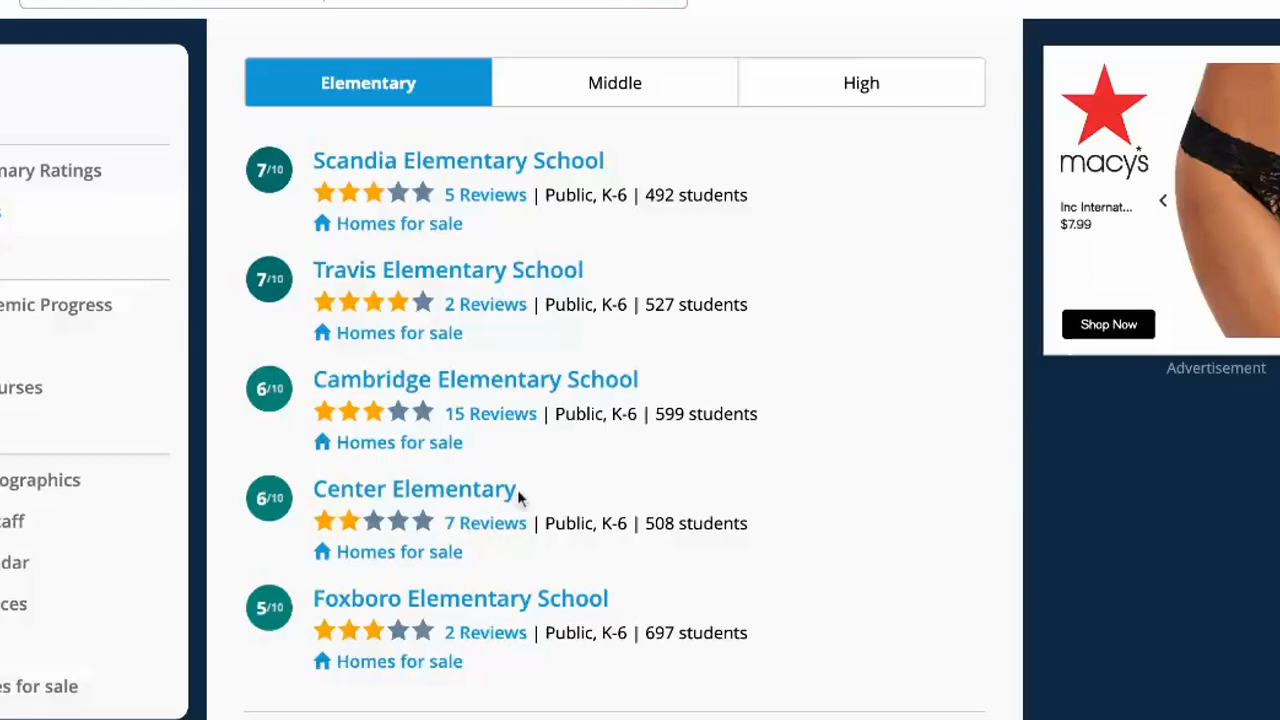 Elementary
Middle
High
7/10
Scandia Elementary School
5 Reviews | Public, K-6 | 492 students
Homes for sale
7/10
Travis Elementary School
2 Reviews | Public, K-6 | 527 students
Homes for sale
6/10
Cambridge Elementary School
15 Reviews | Public, K-6 | 599 students
Homes for sale
6/10
Center Elementary
7 Reviews | Public, K-6 | 508 students
Homes for sale
5/10
Foxboro Elementary School
2 Reviews | Public, K-6 | 697 students
Homes for sale
nary Ratings
s
emic Progress
urses
ographics
aff
dar
ces
es for sale
macy's
Inc Internat...
$7.99
Shop Now
Advertisement